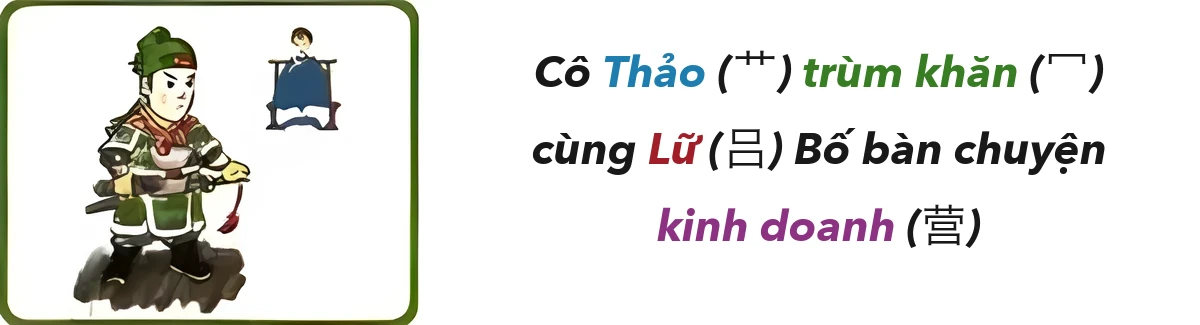 Cô Thảo (艹) trùm khăn (冖)
cùng Lữ (吕) Bố bàn chuyện
kinh doanh (营)